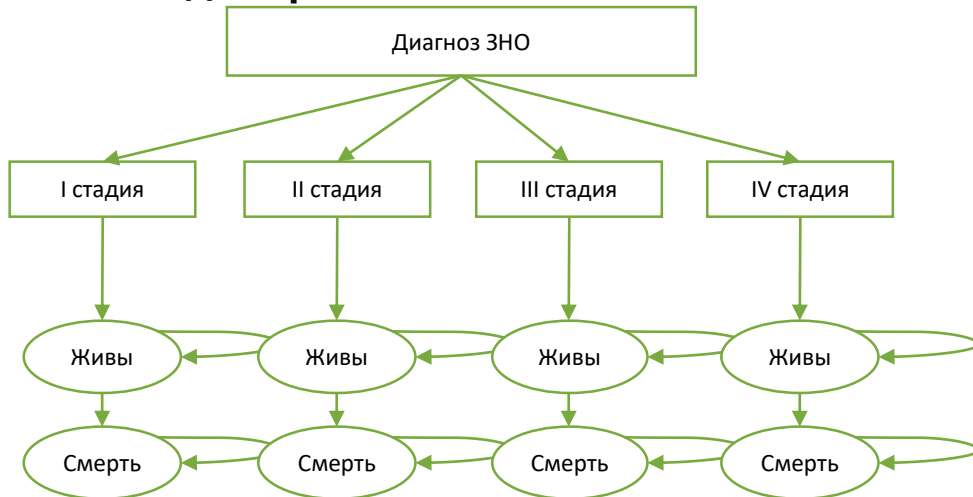 Диагноз ЗНО
I стадия
II стадия
III стадия
IV стадия
Живы
Живы
Живы
Живы
Смерть
Смерть
Смерть
Смерть